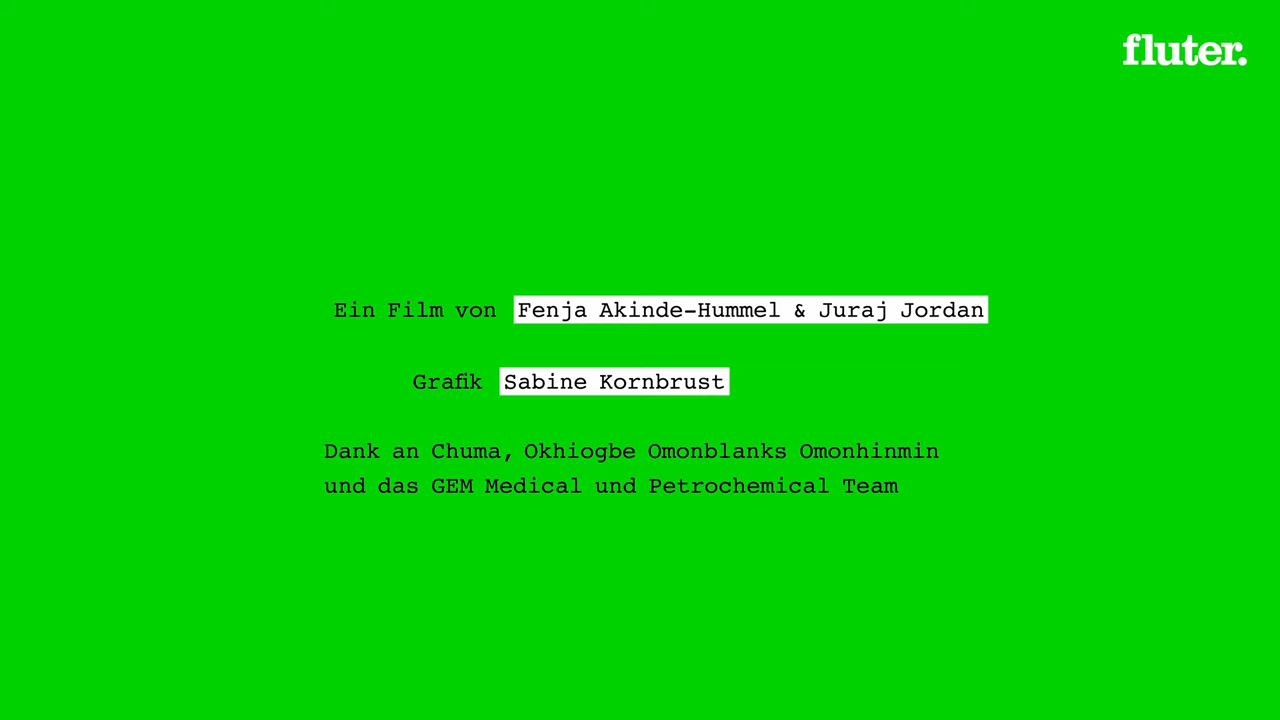 fluter.
Ein Film von Fenja Akinde-Hummel & Juraj Jordan
Grafik Sabine Kornbrust
Dank an Chuma, Okhiogbe Omonblanks Omonhinmin
und das GEM Medical und Petrochemical Team